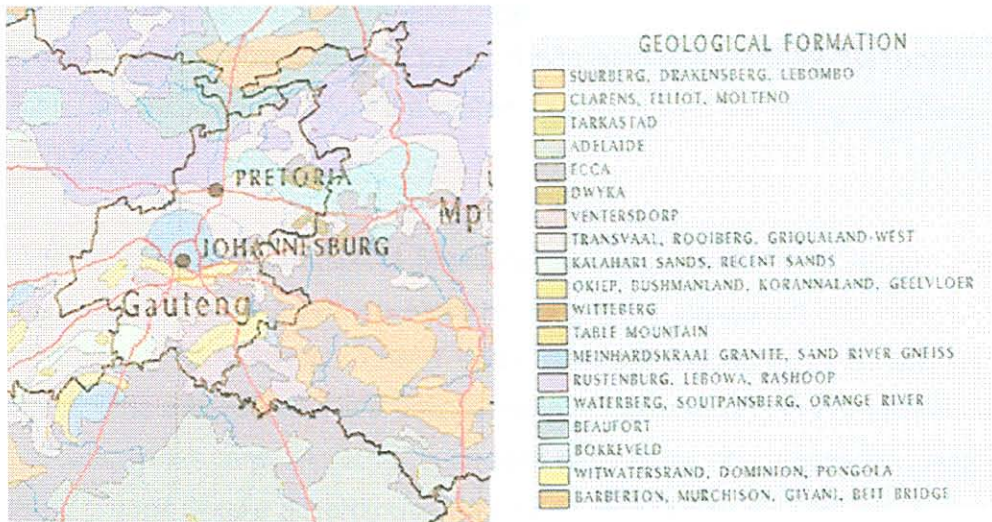 PRETORIA
Mp
JOHANNESBURG
Gauteng
GEOLOGICAL FORMATION
SUURBERG, DRAKENSBERG, LEBOMBO
CLARENS, ELLIOT, MOLTENO
TARKASTAD
ADELAIDE
ECCA
DWYKA
VENTERSDORP
TRANSVAAL, ROOIBERG, GRIQUALAND-WEST
KALAHARI SANDS, RECENT SANDS
OKIEP, BUSHMANLAND, KORANNALAND, GEELVLOER
WITTEBERG
TABLE MOUNTAIN
MEINHARDSKRAAL GRANITE, SAND RIVER GNEISS
RUSTENBURG, LEBOWA, RASHOOP
WATERBERG, SOUTPANSBERG, ORANGE RIVER
BEAUFORT
BOKKEVELD
WITWATERSRAND, DOMINION, PONGOLA
BARBERTON, MURCHISON, GIYANI, BEIT BRIDGE